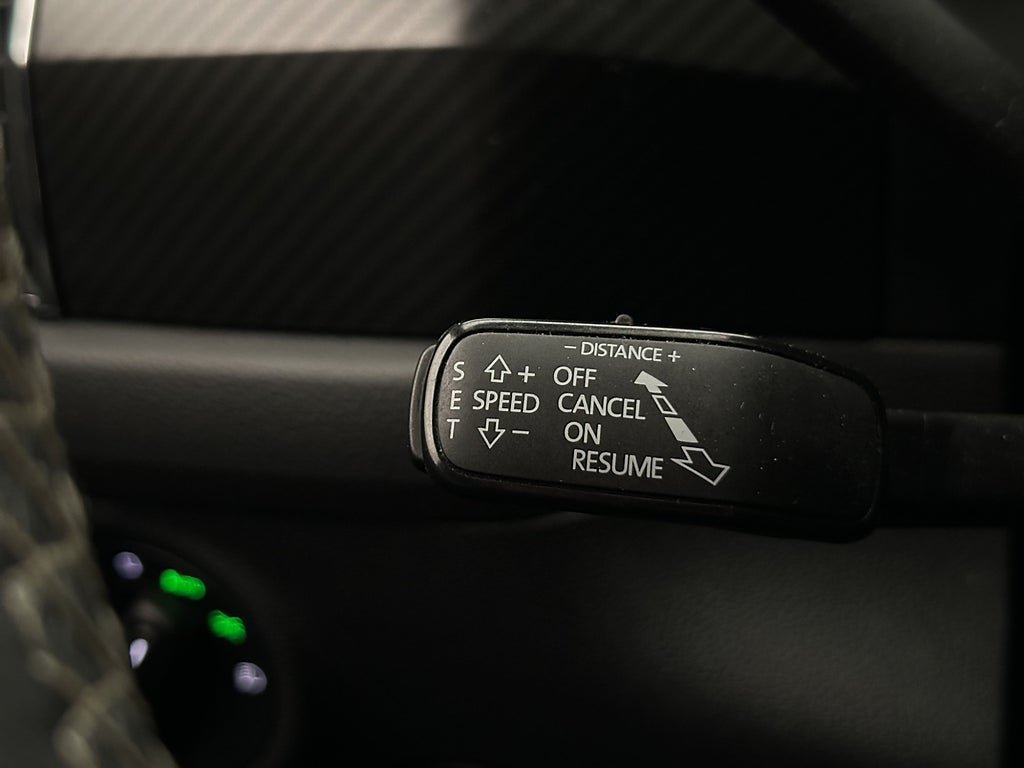 − DISTANCE +
S + OFF
E SPEED CANCEL
T − ON
RESUME